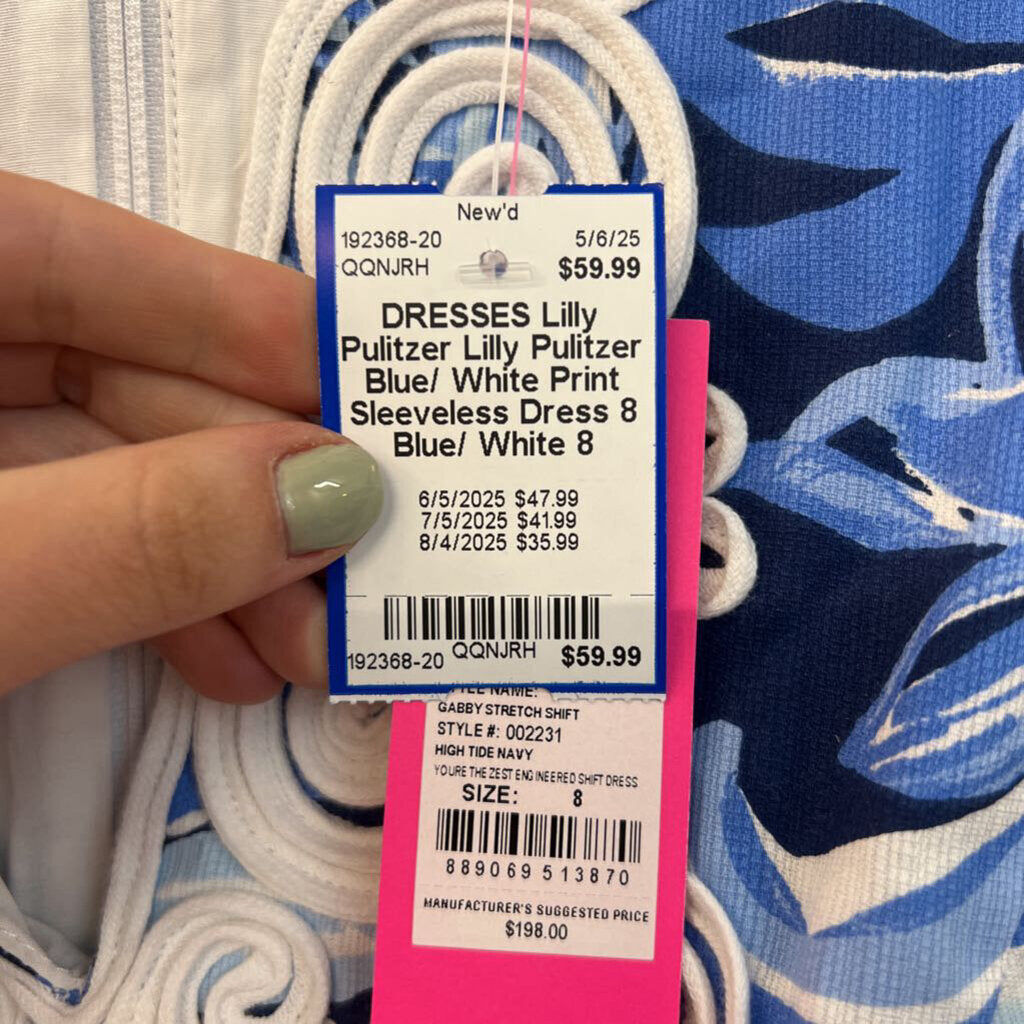 New'd
192368-20 5/6/25
QQNJRH $59.99
DRESSES Lilly
Pulitzer Lilly Pulitzer
Blue/ White Print
Sleeveless Dress 8
Blue/ White 8
6/5/2025 $47.99
7/5/2025 $41.99
8/4/2025 $35.99
192368-20 QQNJRH $59.99
NAME:
GABBY STRETCH SHIFT
STYLE #: 002231
HIGH TIDE NAVY
YOURE THE ZEST ENGINEERED SHIFT DRESS
SIZE: 8
889069 513870
MANUFACTURER'S SUGGESTED PRICE
$198.00